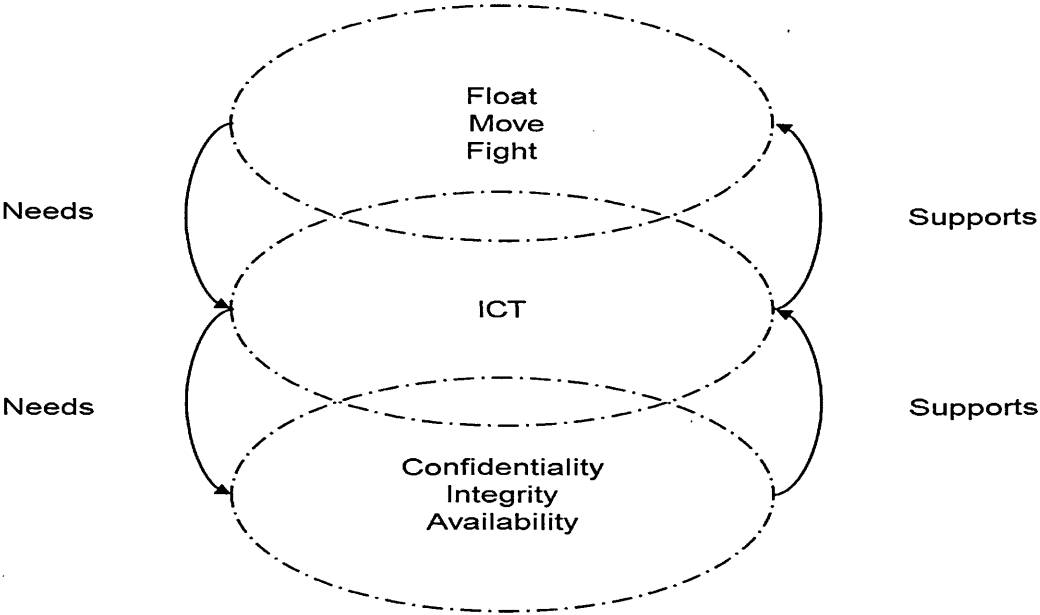 Float
Move
Fight
Needs
Supports
ICT
Needs
Supports
Confidentiality
Integrity
Availability